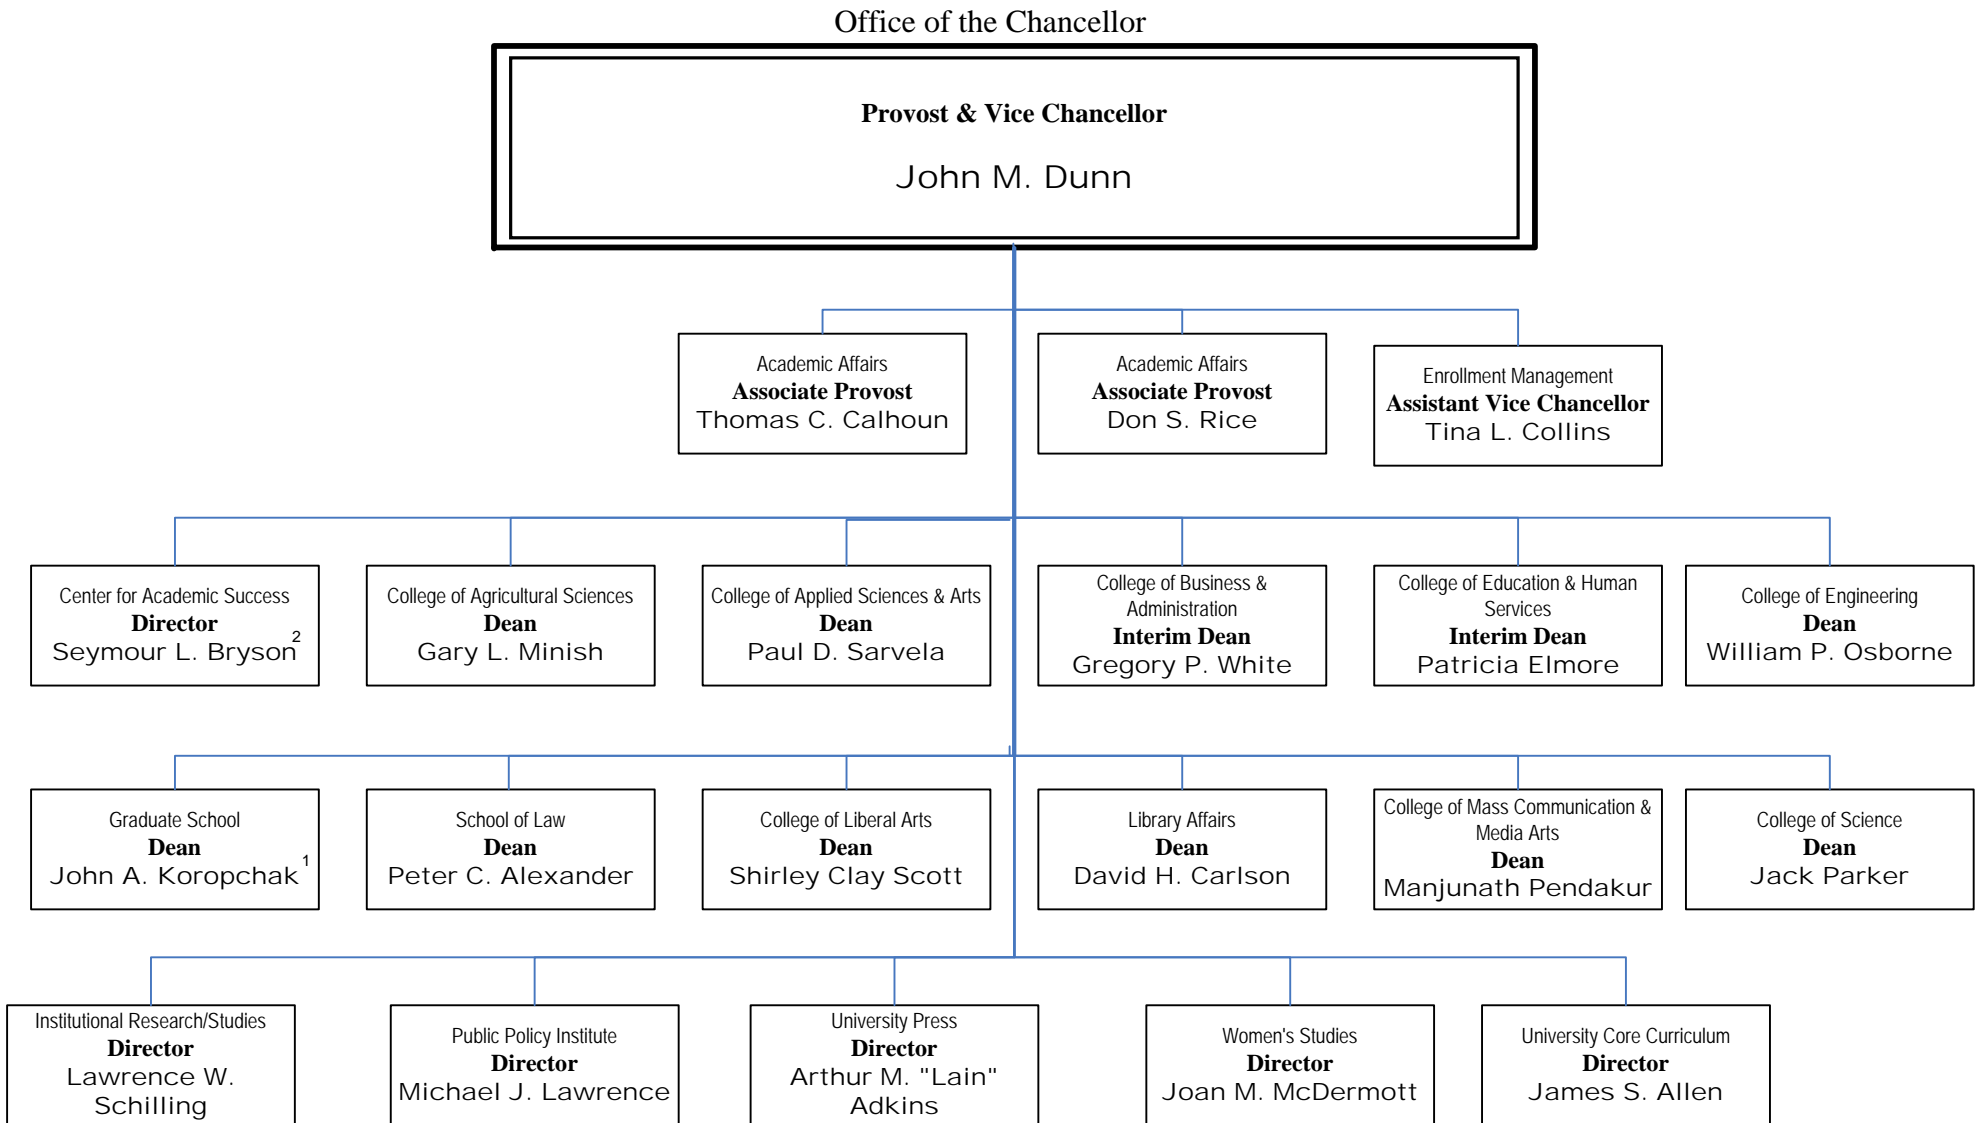 Office of the Chancellor
Provost & Vice Chancellor
John M. Dunn
Academic Affairs
Associate Provost
Thomas C. Calhoun
Academic Affairs
Associate Provost
Don S. Rice
Enrollment Management
Assistant Vice Chancellor
Tina L. Collins
Center for Academic Success
Director
Seymour L. Bryson²
College of Agricultural Sciences
Dean
Gary L. Minish
College of Applied Sciences & Arts
Dean
Paul D. Sarvela
College of Business &
Administration
Interim Dean
Gregory P. White
College of Education & Human
Services
Interim Dean
Patricia Elmore
College of Engineering
Dean
William P. Osborne
Graduate School
Dean
John A. Koropchak¹
School of Law
Dean
Peter C. Alexander
College of Liberal Arts
Dean
Shirley Clay Scott
Library Affairs
Dean
David H. Carlson
College of Mass Communication &
Media Arts
Dean
Manjunath Pendakur
College of Science
Dean
Jack Parker
Institutional Research/Studies
Director
Lawrence W.
Schilling
Public Policy Institute
Director
Michael J. Lawrence
University Press
Director
Arthur M. "Lain"
Adkins
Women's Studies
Director
Joan M. McDermott
University Core Curriculum
Director
James S. Allen